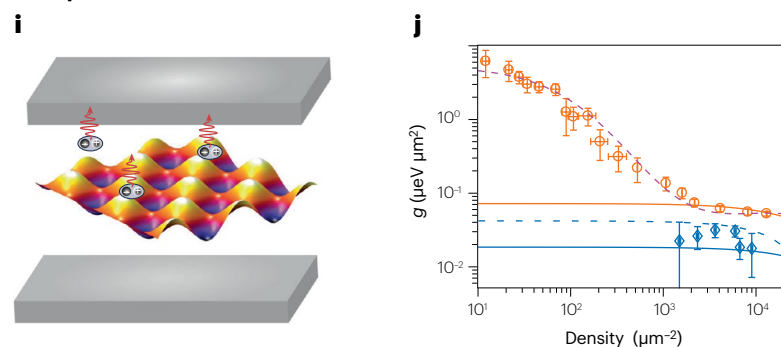 i
j
10⁰
10⁻¹
10⁻²
g (μeV μm²)
10¹ 10² 10³ 10⁴
Density (μm⁻²)